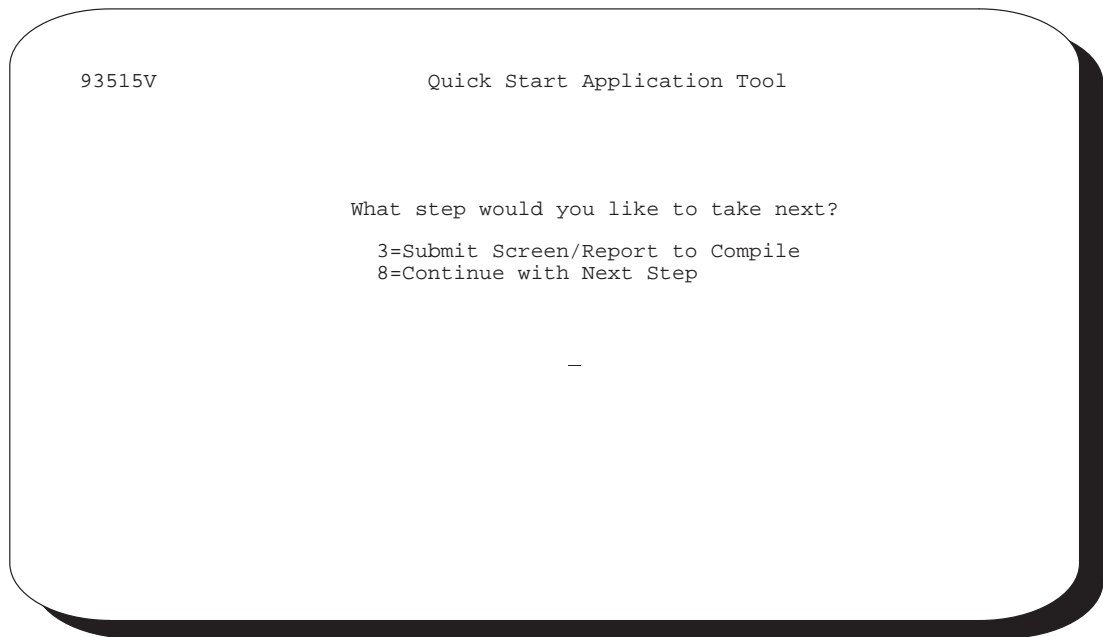 93515V Quick Start Application Tool
What step would you like to take next?
3=Submit Screen/Report to Compile
8=Continue with Next Step
_